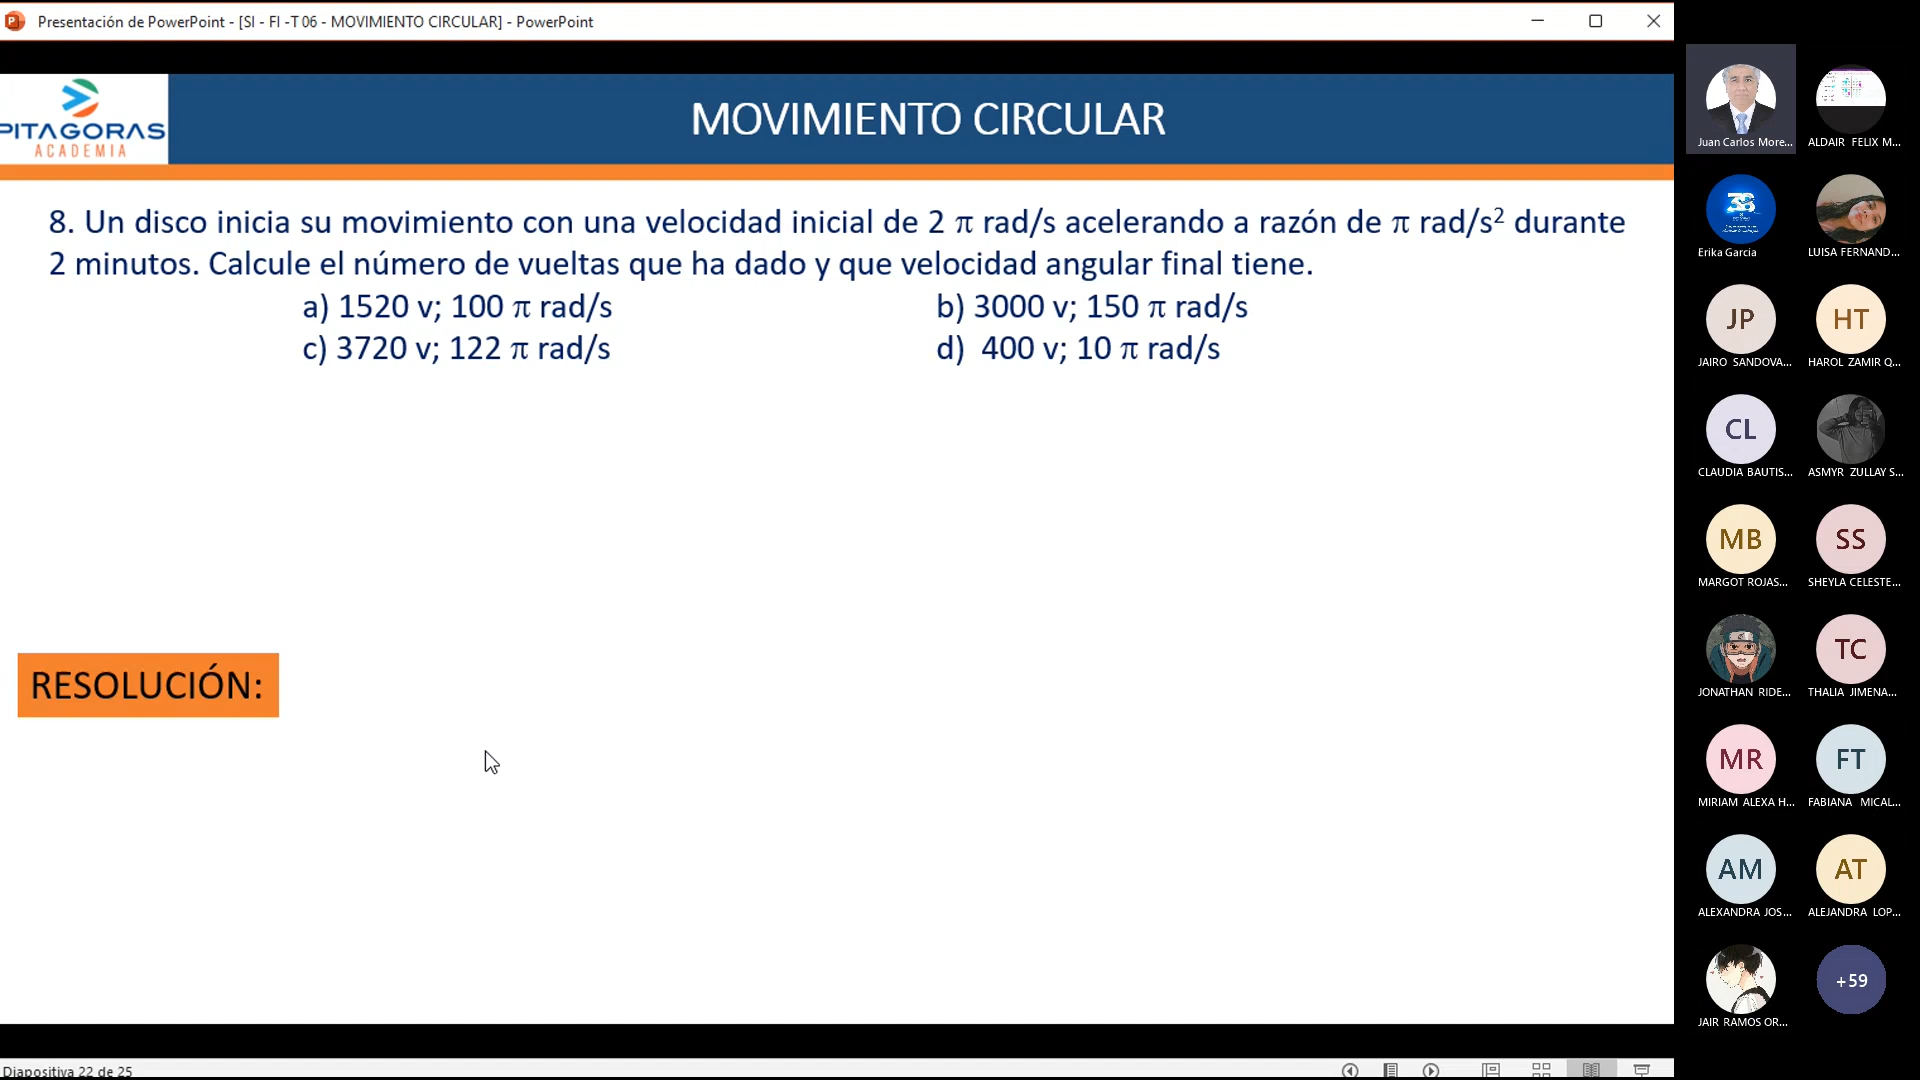 Presentación de PowerPoint - [SI - FI -T 06 - MOVIMIENTO CIRCULAR] - PowerPoint
PITAGORAS
ACADEMIA
MOVIMIENTO CIRCULAR
8. Un disco inicia su movimiento con una velocidad inicial de 2 π rad/s acelerando a razón de π rad/s² durante
2 minutos. Calcule el número de vueltas que ha dado y que velocidad angular final tiene.
a) 1520 v; 100 π rad/s
b) 3000 v; 150 π rad/s
c) 3720 v; 122 π rad/s
d) 400 v; 10 π rad/s
RESOLUCIÓN:
Diapositiva 22 de 25
Juan Carlos More...
ALDAIR FELIX M...
Erika Garcia
LUISA FERNAND...
JP
JAIRO SANDOVA...
HT
HAROL ZAMIR Q...
CL
CLAUDIA BAUTIS...
ASMYR ZULLAY S...
MB
MARGOT ROJAS...
SS
SHEYLA CELESTE...
JONATHAN RIDE...
TC
THALIA JIMENA...
MR
MIRIAM ALEXA H...
FT
FABIANA MICAL...
AM
ALEXANDRA JOS...
AT
ALEJANDRA LOP...
JAIR RAMOS OR...
+59